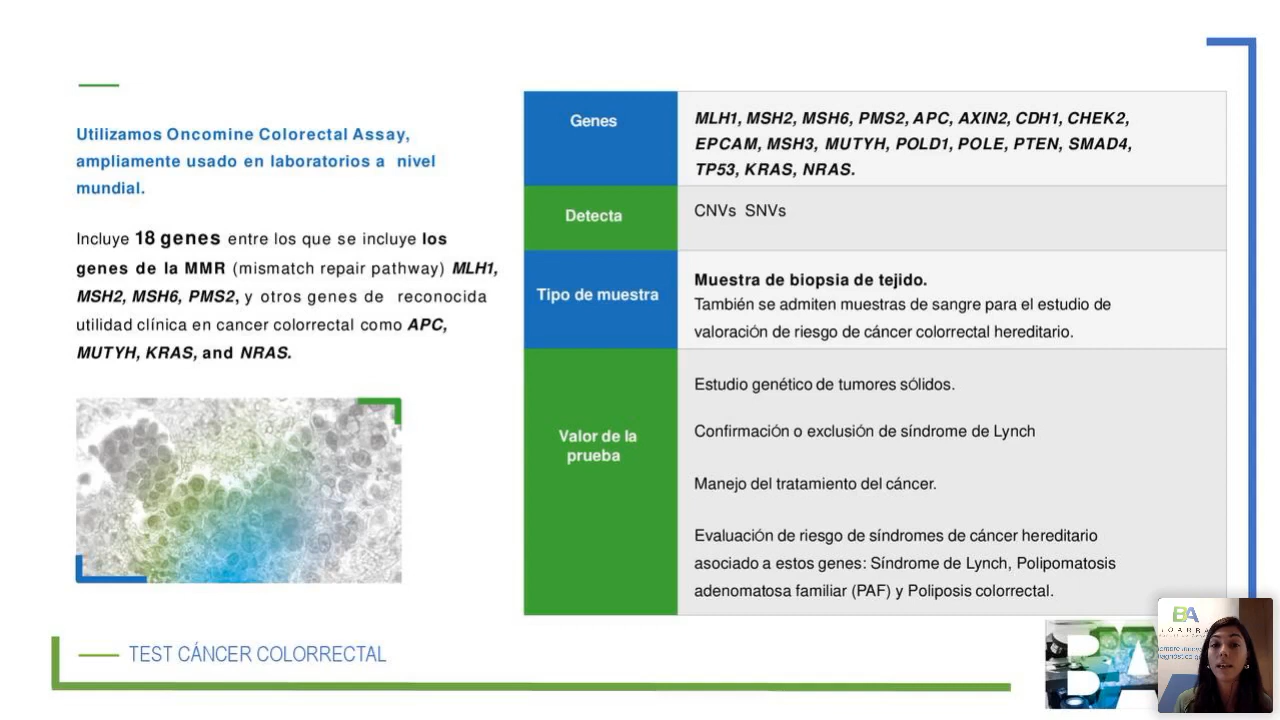 Utilizamos Oncomine Colorectal Assay,
ampliamente usado en laboratorios a nivel
mundial.
Incluye 18 genes entre los que se incluye los
genes de la MMR (mismatch repair pathway) MLH1,
MSH2, MSH6, PMS2, y otros genes de reconocida
utilidad clínica en cancer colorrectal como APC,
MUTYH, KRAS, and NRAS.
Genes
MLH1, MSH2, MSH6, PMS2, APC, AXIN2, CDH1, CHEK2,
EPCAM, MSH3, MUTYH, POLD1, POLE, PTEN, SMAD4,
TP53, KRAS, NRAS.
Detecta
CNVs SNVs
Tipo de muestra
Muestra de biopsia de tejido.
También se admiten muestras de sangre para el estudio de
valoración de riesgo de cáncer colorrectal hereditario.
Valor de la
prueba
Estudio genético de tumores sólidos.
Confirmación o exclusión de síndrome de Lynch
Manejo del tratamiento del cáncer.
Evaluación de riesgo de síndromes de cáncer hereditario
asociado a estos genes: Síndrome de Lynch, Polipomatosis
adenomatosa familiar (PAF) y Poliposis colorrectal.
TEST CÁNCER COLORRECTAL
BA
BA